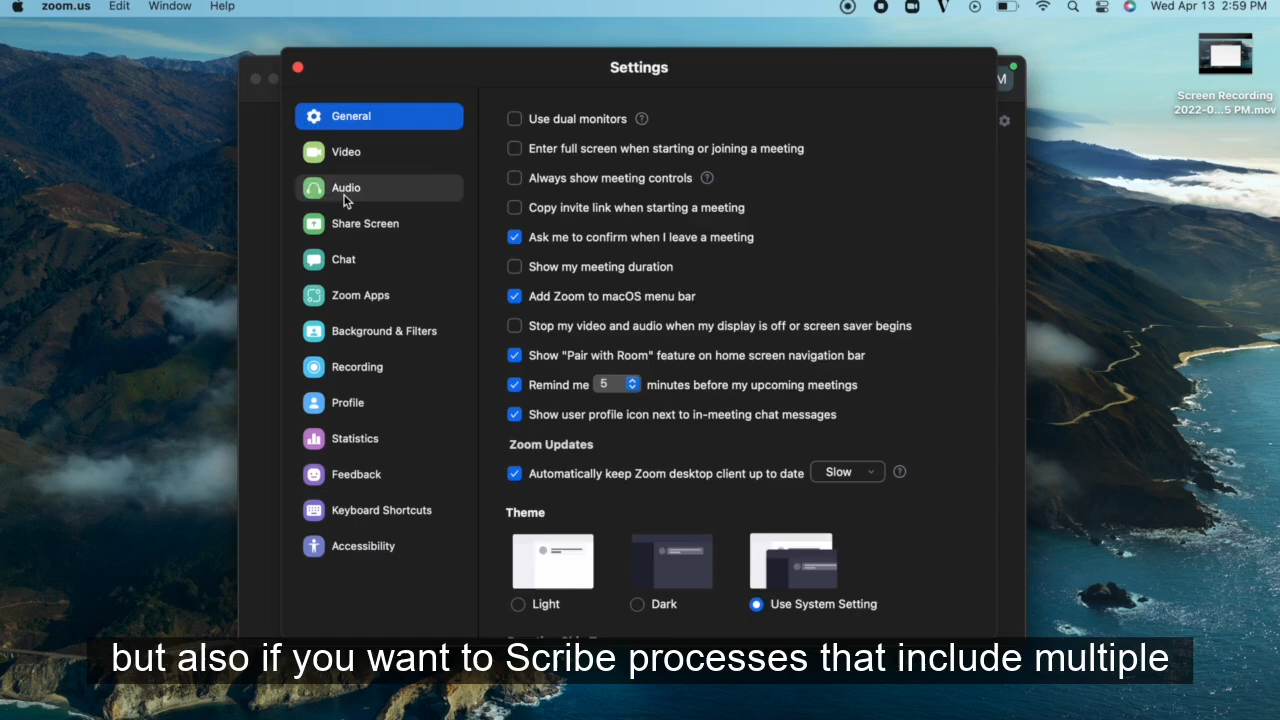 zoom.us Edit Window Help Wed Apr 13 2:59 PM
Settings
M
Screen Recording
2022-0...5 PM.mov
General
Video
Audio
Share Screen
Chat
Zoom Apps
Background & Filters
Recording
Profile
Statistics
Feedback
Keyboard Shortcuts
Accessibility
Use dual monitors ?
Enter full screen when starting or joining a meeting
Always show meeting controls ?
Copy invite link when starting a meeting
Ask me to confirm when I leave a meeting
Show my meeting duration
Add Zoom to macOS menu bar
Stop my video and audio when my display is off or screen saver begins
Show "Pair with Room" feature on home screen navigation bar
Remind me 5 minutes before my upcoming meetings
Show user profile icon next to in-meeting chat messages
Zoom Updates
Automatically keep Zoom desktop client up to date Slow ?
Theme
Light Dark Use System Setting
but also if you want to Scribe processes that include multiple